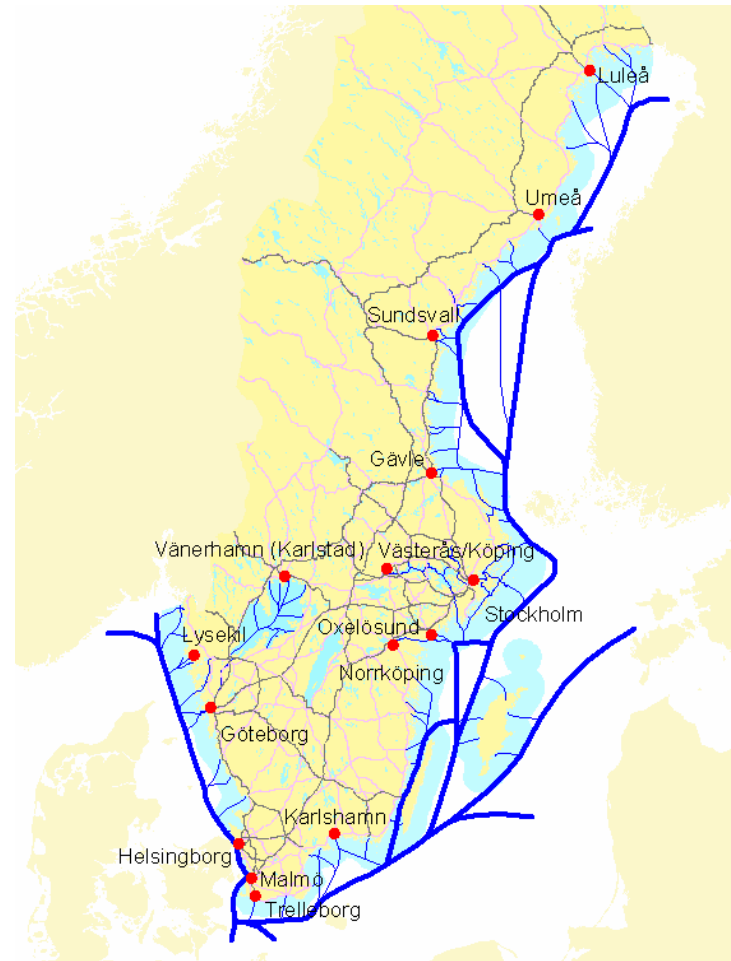 Luleå
Umeå
Sundsvall
Gävle
Vänerhamn (Karlstad)
Västerås/Köping
Stockholm
Oxelösund
Lysekil
Norrköping
Göteborg
Karlshamn
Helsingborg
Malmö
Trelleborg